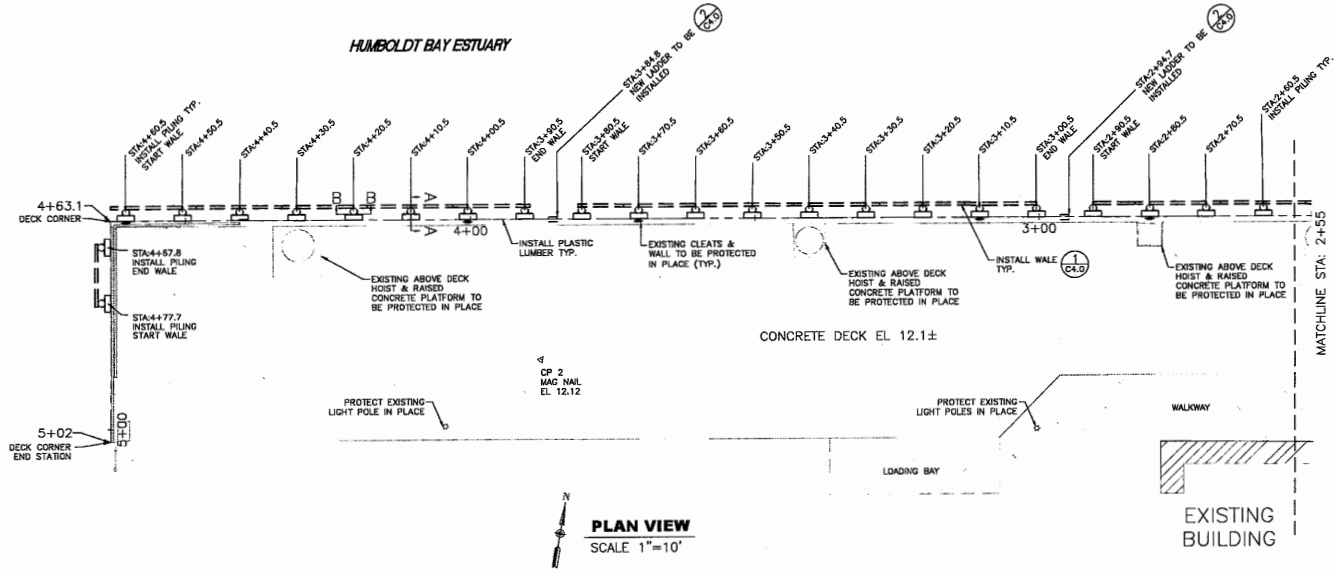 HUMBOLDT BAY ESTUARY
STA:4+60.5
INSTALL PILING TYP.
START WALE
STA:4+50.5
STA:4+40.5
STA:4+30.5
STA:4+20.5
STA:4+10.5
STA:4+00.5
STA:3+90.5
END WALE
STA:3+84.8
NEW LADDER TO BE
INSTALLED
2
C4.0
STA:3+80.5
START WALE
STA:3+70.5
STA:3+60.5
STA:3+50.5
STA:3+40.5
STA:3+30.5
STA:3+20.5
STA:3+10.5
STA:3+00.5
END WALE
STA:2+94.7
NEW LADDER TO BE
INSTALLED
2
C4.0
STA:2+90.5
START WALE
STA:2+80.5
STA:2+70.5
STA:2+60.5
INSTALL PILING TYP.
4+63.1
DECK CORNER
B
B
A
A
4+00
3+00
STA:4+67.8
INSTALL PILING
END WALE
STA:4+77.7
INSTALL PILING
START WALE
EXISTING ABOVE DECK
HOIST & RAISED
CONCRETE PLATFORM TO
BE PROTECTED IN PLACE
INSTALL PLASTIC
LUMBER TYP.
EXISTING CLEATS &
WALL TO BE PROTECTED
IN PLACE (TYP.)
EXISTING ABOVE DECK
HOIST & RAISED
CONCRETE PLATFORM TO
BE PROTECTED IN PLACE
INSTALL WALE
TYP.
1
C4.0
EXISTING ABOVE DECK
HOIST & RAISED
CONCRETE PLATFORM TO
BE PROTECTED IN PLACE
MATCHLINE STA: 2+55
CONCRETE DECK EL 12.1±
CP 2
MAG NAIL
EL 12.12
PROTECT EXISTING
LIGHT POLE IN PLACE
PROTECT EXISTING
LIGHT POLES IN PLACE
WALKWAY
5+02
DECK CORNER
END STATION
5+00
LOADING BAY
EXISTING
BUILDING
N
PLAN VIEW
SCALE 1"=10'